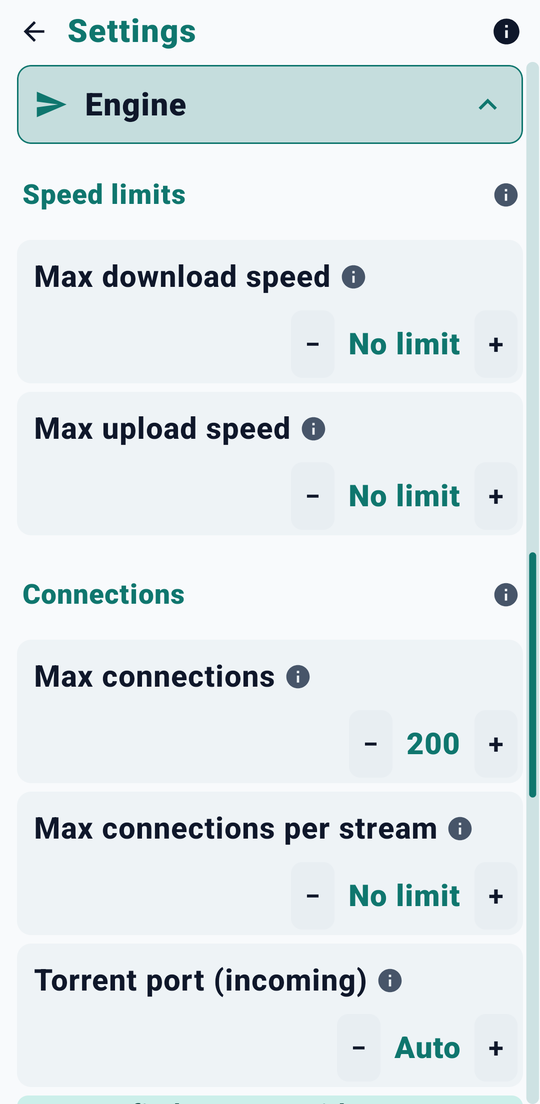 Settings
Engine
Speed limits
Max download speed
− No limit +
Max upload speed
− No limit +
Connections
Max connections
− 200 +
Max connections per stream
− No limit +
Torrent port (incoming)
− Auto +